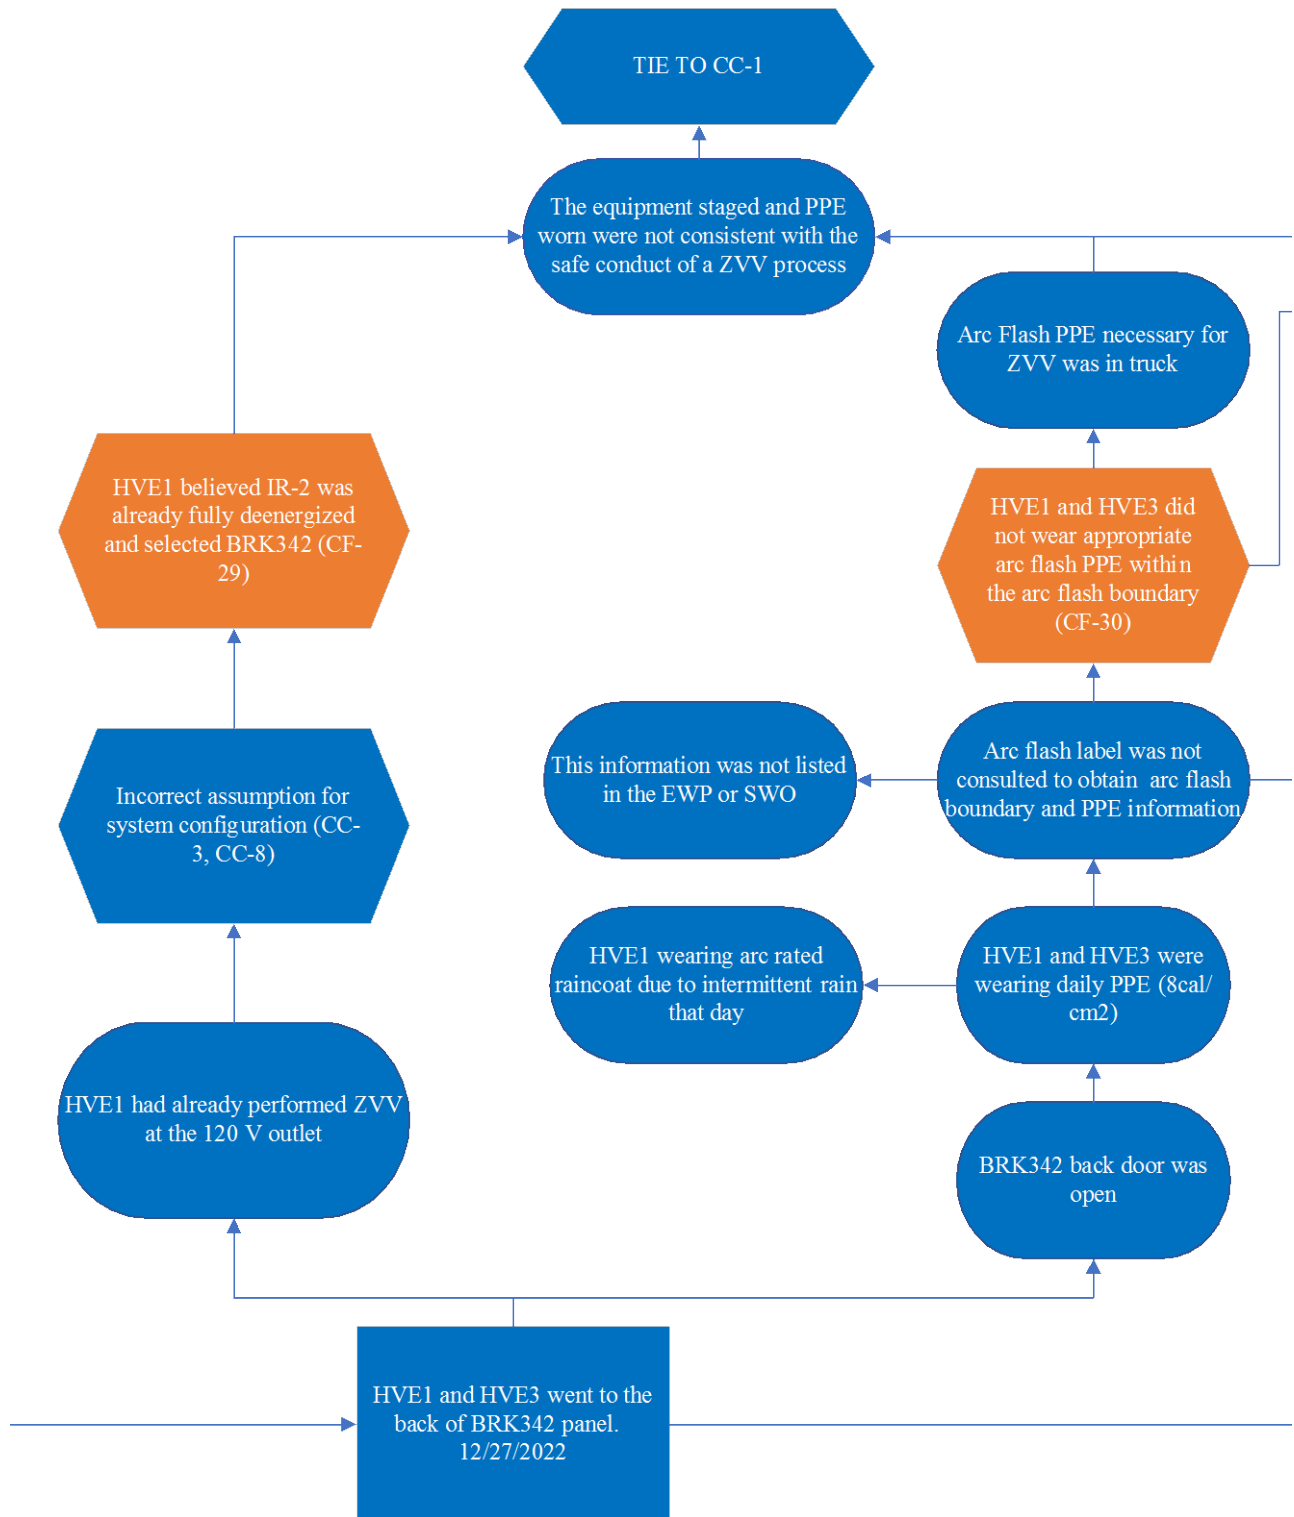 TIE TO CC-1
The equipment staged and PPE
worn were not consistent with the
safe conduct of a ZVV process
Arc Flash PPE necessary for
ZVV was in truck
HVE1 believed IR-2 was
already fully deenergized
and selected BRK342 (CF-
29)
HVE1 and HVE3 did
not wear appropriate
arc flash PPE within
the arc flash boundary
(CF-30)
Incorrect assumption for
system configuration (CC-
3, CC-8)
This information was not listed
in the EWP or SWO
Arc flash label was not
consulted to obtain arc flash
boundary and PPE information
HVE1 wearing arc rated
raincoat due to intermittent rain
that day
HVE1 and HVE3 were
wearing daily PPE (8cal/
cm2)
HVE1 had already performed ZVV
at the 120 V outlet
BRK342 back door was
open
HVE1 and HVE3 went to the
back of BRK342 panel.
12/27/2022